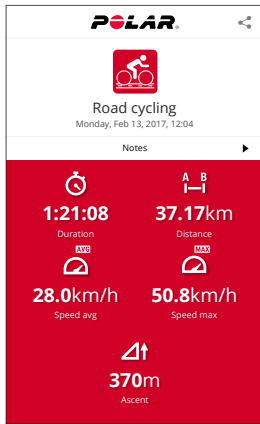 POLAR.
Road cycling
Monday, Feb 13, 2017, 12:04
Notes
A B
1:21:08 37.17km
Duration Distance
AVG MAX
28.0km/h 50.8km/h
Speed avg Speed max
370m
Ascent